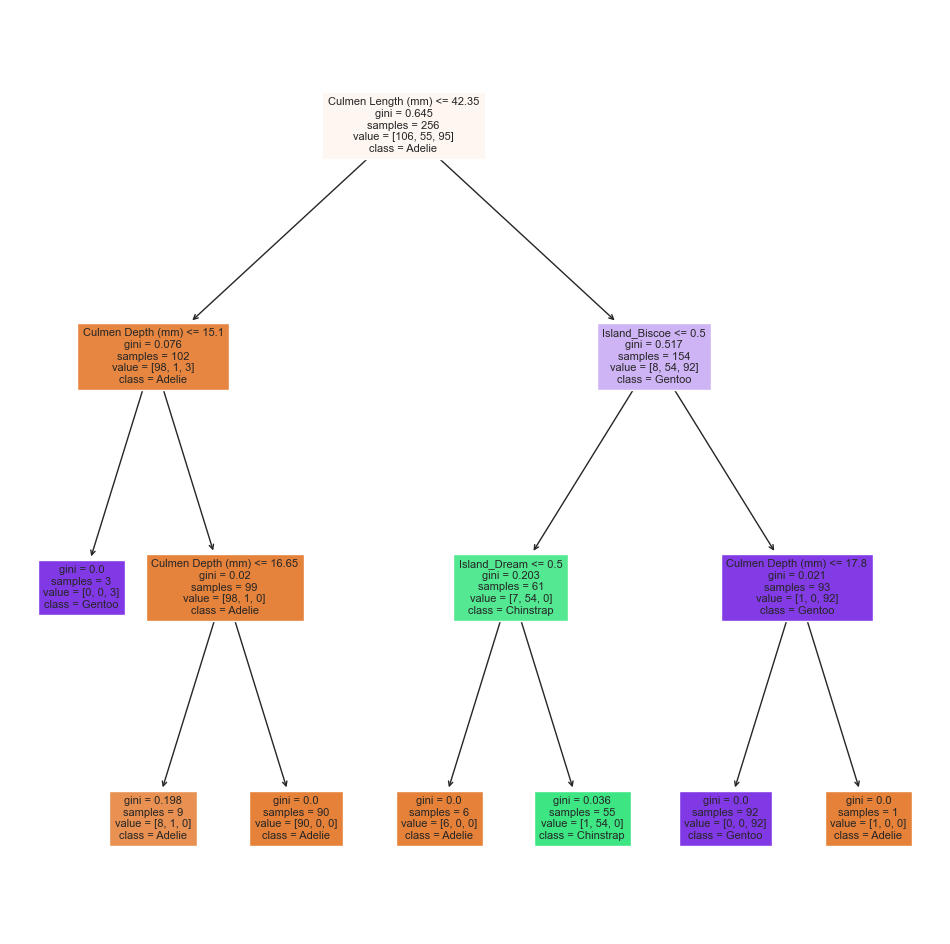 Culmen Length (mm) <= 42.35
gini = 0.645
samples = 256
value = [106, 55, 95]
class = Adelie
Culmen Depth (mm) <= 15.1
gini = 0.076
samples = 102
value = [98, 1, 3]
class = Adelie
Island_Biscoe <= 0.5
gini = 0.517
samples = 154
value = [8, 54, 92]
class = Gentoo
gini = 0.0
samples = 3
value = [0, 0, 3]
class = Gentoo
Culmen Depth (mm) <= 16.65
gini = 0.02
samples = 99
value = [98, 1, 0]
class = Adelie
Island_Dream <= 0.5
gini = 0.203
samples = 61
value = [7, 54, 0]
class = Chinstrap
Culmen Depth (mm) <= 17.8
gini = 0.021
samples = 93
value = [1, 0, 92]
class = Gentoo
gini = 0.198
samples = 9
value = [8, 1, 0]
class = Adelie
gini = 0.0
samples = 90
value = [90, 0, 0]
class = Adelie
gini = 0.0
samples = 6
value = [6, 0, 0]
class = Adelie
gini = 0.036
samples = 55
value = [1, 54, 0]
class = Chinstrap
gini = 0.0
samples = 92
value = [0, 0, 92]
class = Gentoo
gini = 0.0
samples = 1
value = [1, 0, 0]
class = Adelie